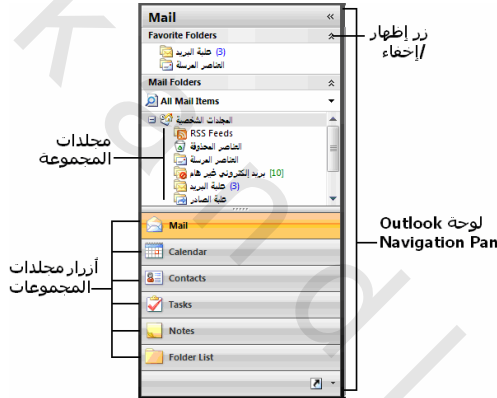 Mail
Favorite Folders
علبة البريد (3)
العناصر المرسلة
Mail Folders
All Mail Items
المجلدات الشخصية
RSS Feeds
العناصر المحذوفة
العناصر المرسلة
بريد إلكتروني غير هام [10]
علبة البريد (3)
علبة الصادر
Mail
Calendar
Contacts
Tasks
Notes
Folder List
زر إظهار
/إخفاء
مجلدات
المجموعة
أزرار مجلدات
المجموعات
لوحة Outlook
Navigation Pan